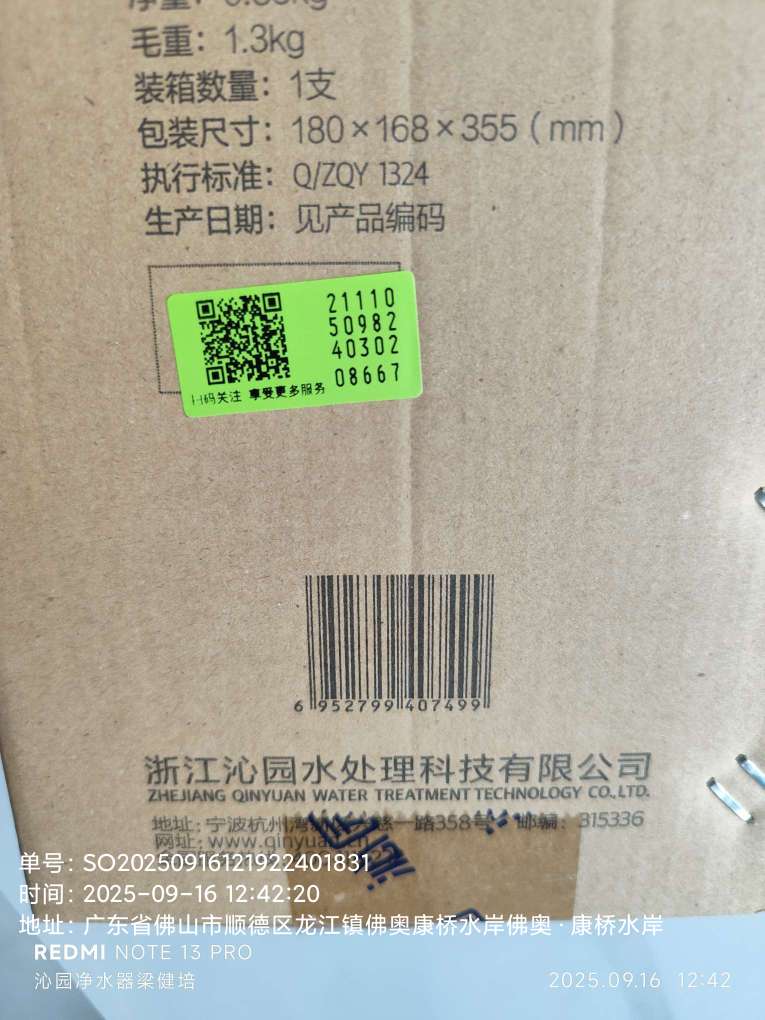 毛重：1.3kg
装箱数量：1支
包装尺寸：180×168×355（mm）
执行标准：Q/ZQY 1324
生产日期：见产品编码
21110
50982
40302
08667
扫码关注 享受更多服务
6 952799 407499
浙江沁园水处理科技有限公司
ZHEJIANG QINYUAN WATER TREATMENT TECHNOLOGY CO.,LTD.
地址：宁波杭州湾 一路358号 邮编：315336
网址：www.qinyuan.
单号：SO20250916121922401831
时间：2025-09-16 12:42:20
地址：广东省佛山市顺德区龙江镇佛奥康桥水岸佛奥·康桥水岸
REDMI NOTE 13 PRO
沁园净水器梁健培
2025.09.16 12:42